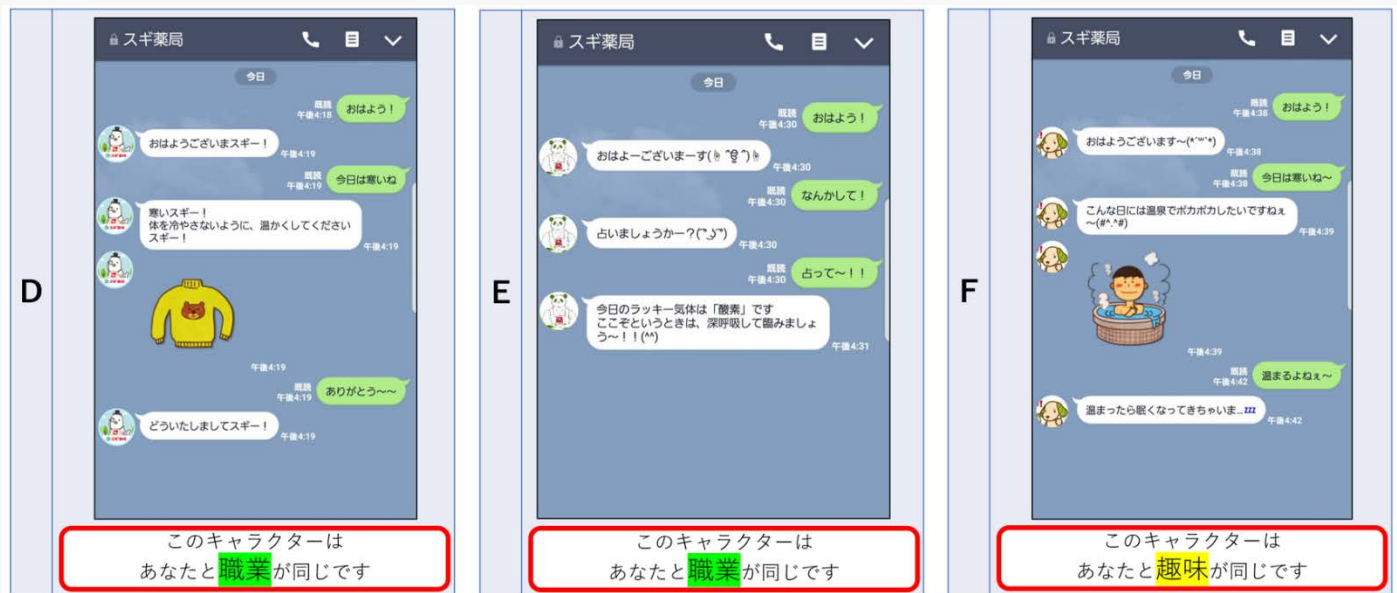 D
スギ薬局
今日
おはよう！
既読
午後4:18
おはようございまスギー！
午後4:19
今日は寒いね
既読
午後4:19
寒いスギー！
体を冷やさないように、温かくしてください
スギー！
午後4:19
午後4:19
ありがとう～～
既読
午後4:19
どういたしましてスギー！
午後4:19
このキャラクターは
あなたと職業が同じです
E
スギ薬局
今日
おはよう！
既読
午後4:30
おはよーございまーす
午後4:30
なんかして！
既読
午後4:30
占いましょうかー？
午後4:30
占って～！！
既読
午後4:30
今日のラッキー気体は「酸素」です
ここぞというときは、深呼吸して臨みましょ
う～！！(^^)
午後4:31
このキャラクターは
あなたと職業が同じです
F
スギ薬局
今日
おはよう！
既読
午後4:38
おはようございます～(*^w^*)
午後4:38
今日は寒いね～
既読
午後4:38
こんな日には温泉でポカポカしたいですねぇ
～(#^.^#)
午後4:39
午後4:39
温まるよねぇ～
既読
午後4:42
温まったら眠くなってきちゃいま...zzz
午後4:42
このキャラクターは
あなたと趣味が同じです